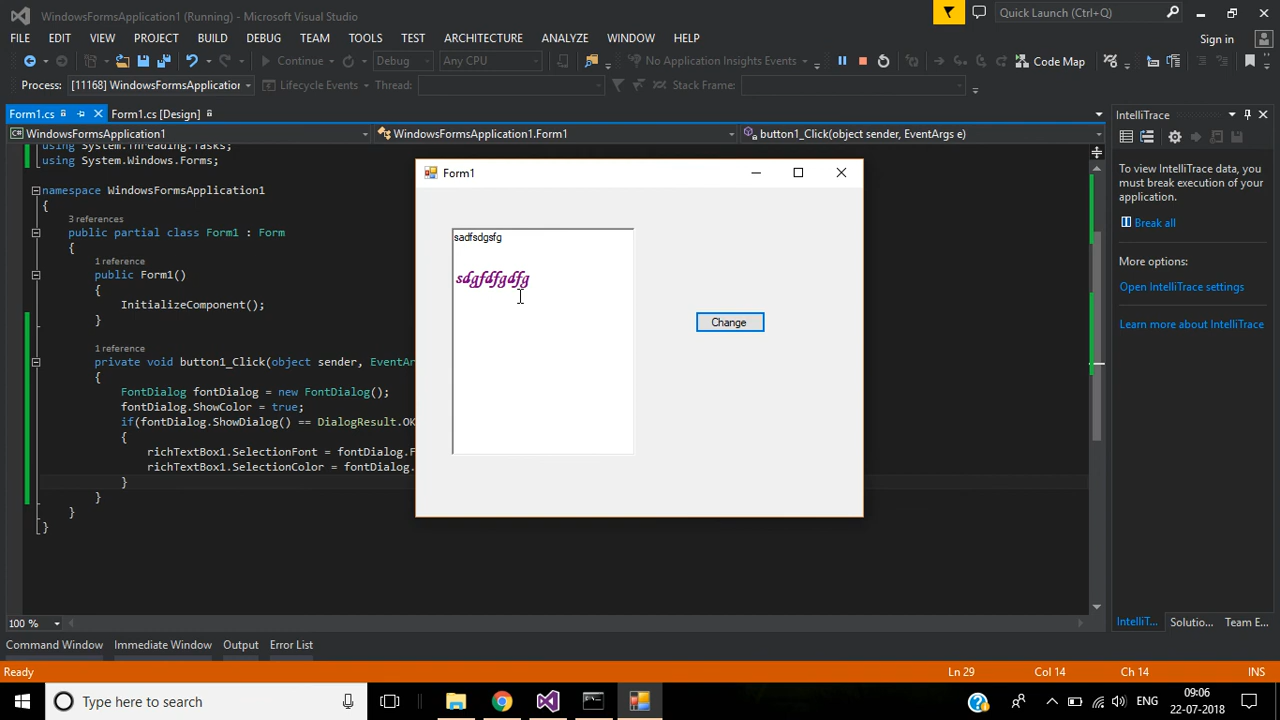 WindowsFormsApplication1 (Running) - Microsoft Visual Studio
Quick Launch (Ctrl+Q)
FILE EDIT VIEW PROJECT BUILD DEBUG TEAM TOOLS TEST ARCHITECTURE ANALYZE WINDOW HELP
Sign in
Continue Debug Any CPU No Application Insights Events Code Map
Process: [11168] WindowsFormsApplication Lifecycle Events Thread: Stack Frame:
Form1.cs Form1.cs [Design]
WindowsFormsApplication1 WindowsFormsApplication1.Form1 button1_Click(object sender, EventArgs e)
using System.Threading.Tasks;
using System.Windows.Forms;
namespace WindowsFormsApplication1
{
3 references
public partial class Form1 : Form
{
1 reference
public Form1()
{
InitializeComponent();
}
1 reference
private void button1_Click(object sender, EventAr
{
FontDialog fontDialog = new FontDialog();
fontDialog.ShowColor = true;
if(fontDialog.ShowDialog() == DialogResult.OK
{
richTextBox1.SelectionFont = fontDialog.F
richTextBox1.SelectionColor = fontDialog.
}
}
}
}
Form1
sadfsdgsfg
sdgfdfgdfg
Change
IntelliTrace
To view IntelliTrace data, you
must break execution of your
application.
Break all
More options:
Open IntelliTrace settings
Learn more about IntelliTrace
100 %
IntelliT... Solutio... Team E...
Command Window Immediate Window Output Error List
Ready Ln 29 Col 14 Ch 14 INS
Type here to search
ENG
09:06
22-07-2018